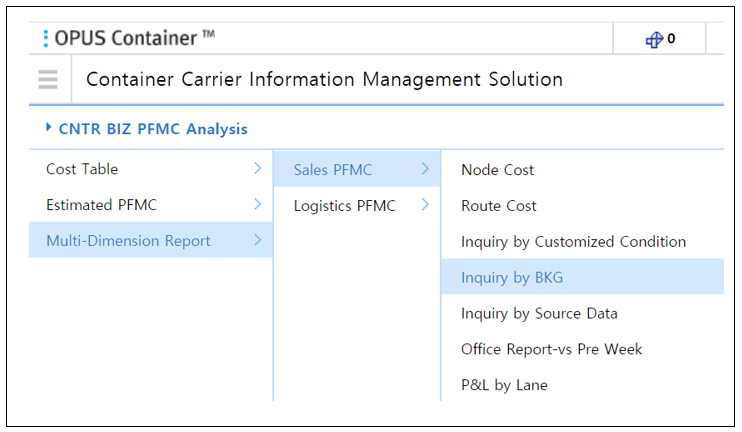 OPUS Container ™
0
Container Carrier Information Management Solution
CNTR BIZ PFMC Analysis
Cost Table
Estimated PFMC
Multi-Dimension Report
Sales PFMC
Logistics PFMC
Node Cost
Route Cost
Inquiry by Customized Condition
Inquiry by BKG
Inquiry by Source Data
Office Report-vs Pre Week
P&L by Lane